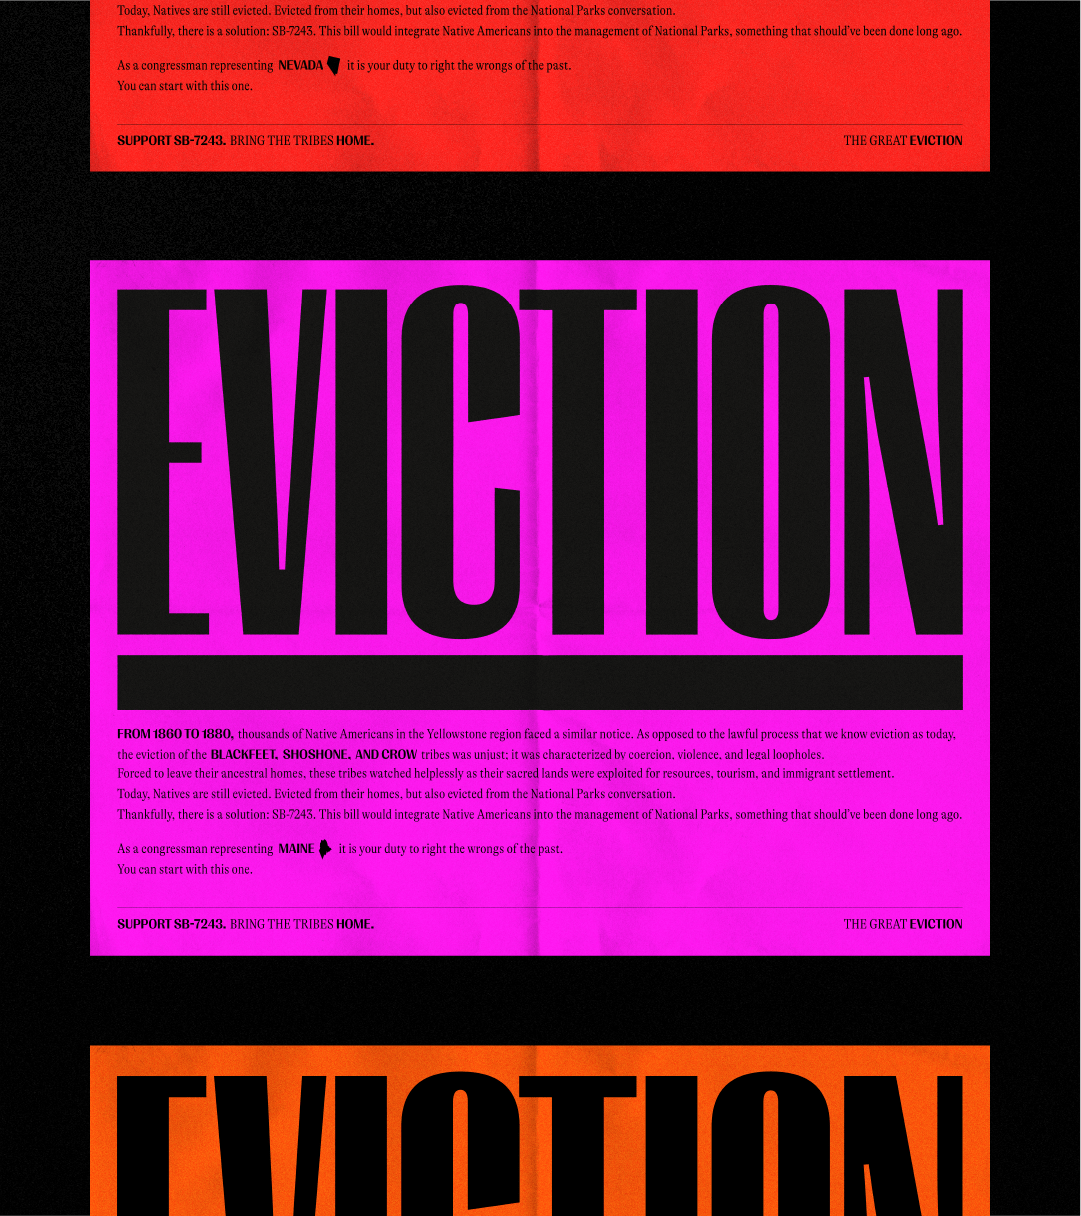 Today, Natives are still evicted. Evicted from their homes, but also evicted from the National Parks conversation.
Thankfully, there is a solution: SB-7243. This bill would integrate Native Americans into the management of National Parks, something that should've been done long ago.
As a congressman representing NEVADA it is your duty to right the wrongs of the past.
You can start with this one.
SUPPORT SB-7243. BRING THE TRIBES HOME.
THE GREAT EVICTION
EVICTION
FROM 1860 TO 1880, thousands of Native Americans in the Yellowstone region faced a similar notice. As opposed to the lawful process that we know eviction as today,
the eviction of the BLACKFEET, SHOSHONE, AND CROW tribes was unjust; it was characterized by coercion, violence, and legal loopholes.
Forced to leave their ancestral homes, these tribes watched helplessly as their sacred lands were exploited for resources, tourism, and immigrant settlement.
Today, Natives are still evicted. Evicted from their homes, but also evicted from the National Parks conversation.
Thankfully, there is a solution: SB-7243. This bill would integrate Native Americans into the management of National Parks, something that should've been done long ago.
As a congressman representing MAINE it is your duty to right the wrongs of the past.
You can start with this one.
SUPPORT SB-7243. BRING THE TRIBES HOME.
THE GREAT EVICTION
EVICTION